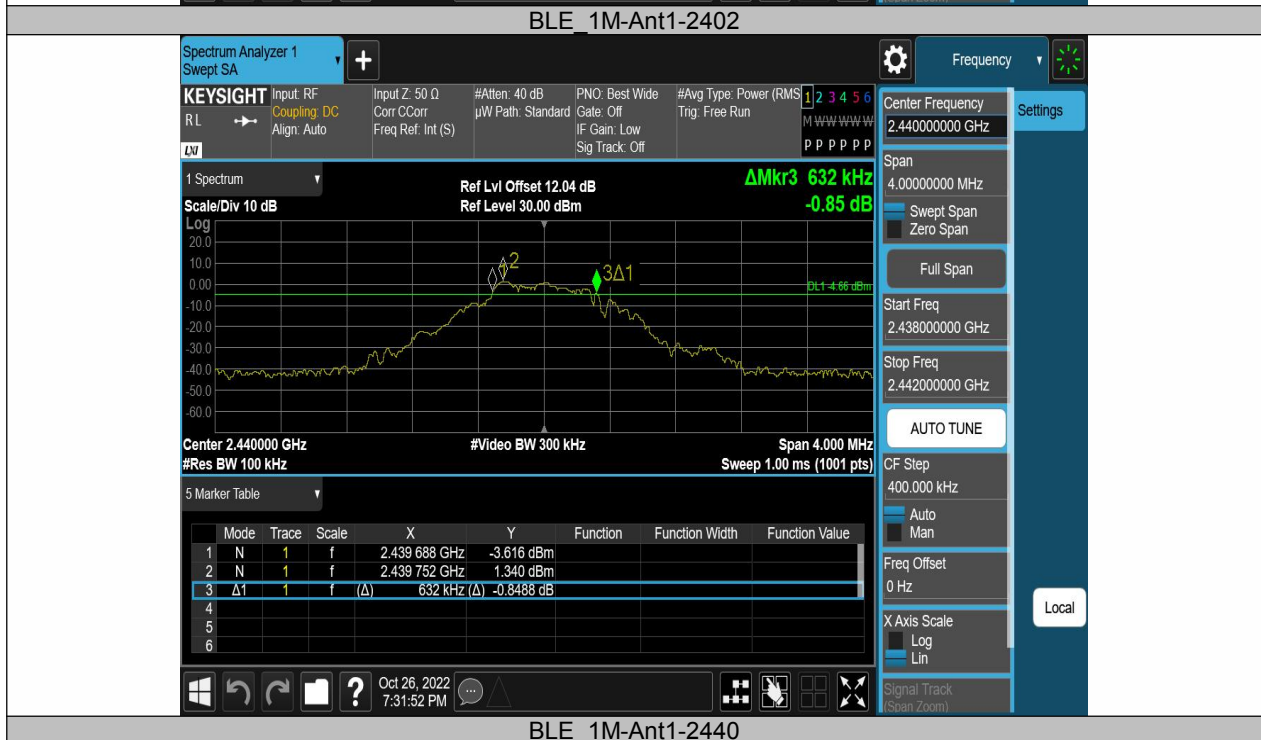 BLE_1M-Ant1-2402
Spectrum Analyzer 1
Swept SA
+
Frequency
KEYSIGHT
RL
LXI
Input: RF
Coupling: DC
Align: Auto
Input Z: 50 Ω
Corr CCorr
Freq Ref: Int (S)
#Atten: 40 dB
µW Path: Standard
PNO: Best Wide
Gate: Off
IF Gain: Low
Sig Track: Off
#Avg Type: Power (RMS
Trig: Free Run
1 2 3 4 5 6
M W W W W W
P P P P P P
1 Spectrum
Scale/Div 10 dB
Ref Lvl Offset 12.04 dB
Ref Level 30.00 dBm
ΔMkr3 632 kHz
-0.85 dB
Log
20.0
10.0
0.00
-10.0
-20.0
-30.0
-40.0
-50.0
-60.0
2
3Δ1
DL1 -4.66 dBm
Center 2.440000 GHz
#Video BW 300 kHz
Span 4.000 MHz
#Res BW 100 kHz
Sweep 1.00 ms (1001 pts)
5 Marker Table
Mode Trace Scale X Y Function Function Width Function Value
1 N 1 f 2.439 688 GHz -3.616 dBm
2 N 1 f 2.439 752 GHz 1.340 dBm
3 Δ1 1 f (Δ) 632 kHz (Δ) -0.8488 dB
4
5
6
?
Oct 26, 2022
7:31:52 PM
Center Frequency
2.440000000 GHz
Settings
Span
4.00000000 MHz
Swept Span
Zero Span
Full Span
Start Freq
2.438000000 GHz
Stop Freq
2.442000000 GHz
AUTO TUNE
CF Step
400.000 kHz
Auto
Man
Freq Offset
0 Hz
X Axis Scale
Log
Lin
Local
Signal Track
(Span Zoom)
BLE_1M-Ant1-2440